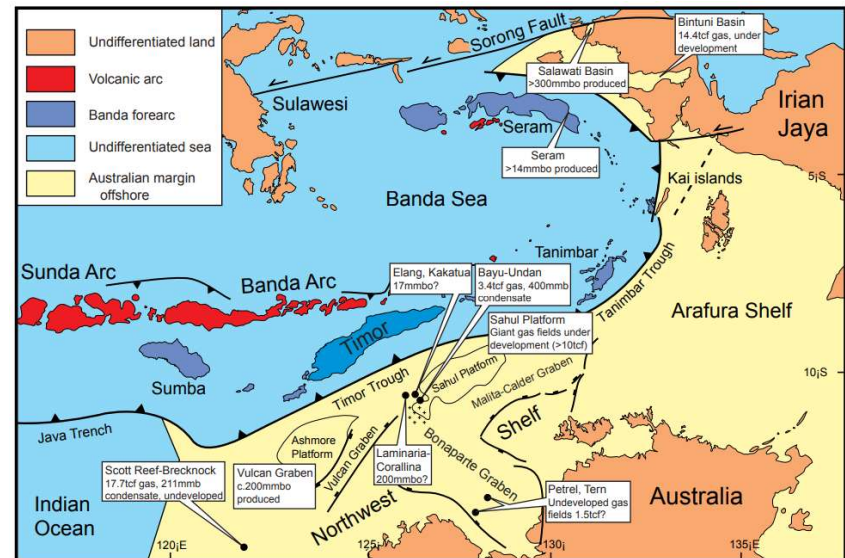 Undifferentiated land
Volcanic arc
Banda forearc
Undifferentiated sea
Australian margin
offshore
Sorong Fault
Bintuni Basin
14.4tcf gas, under
development
Salawati Basin
>300mmbo produced
Sulawesi
Irian
Jaya
Seram
Seram
>14mmbo produced
Kai islands
5¡S
Banda Sea
Tanimbar
Sunda Arc
Banda Arc
Elang, Kakatua
17mmbo?
Bayu-Undan
3.4tcf gas, 400mmb
condensate
Tanimbar Trough
Arafura Shelf
Sahul Platform
Giant gas fields under
development (>10tcf)
Timor
Sumba
Timor Trough
Sahul Platform
Malita-Calder Graben
10¡S
Java Trench
Ashmore
Platform
Vulcan Graben
Shelf
Bonaparte Graben
Laminaria-
Corallina
200mmbo?
Scott Reef-Brecknock
17.7tcf gas, 211mmb
condensate, undeveloped
Vulcan Graben
c.200mmbo
produced
Northwest
Petrel, Tern
Undeveloped gas
fields 1.5tcf?
Australia
Indian
Ocean
120¡E
125¡
130¡
135¡E